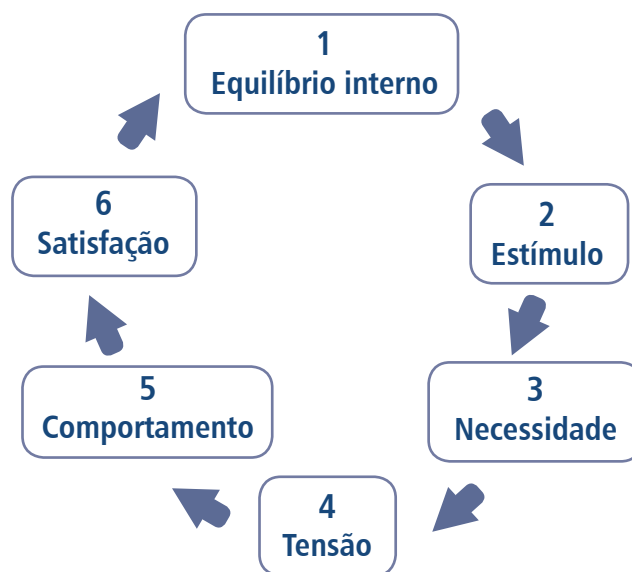 1
Equilíbrio interno
2
Estímulo
3
Necessidade
4
Tensão
5
Comportamento
6
Satisfação